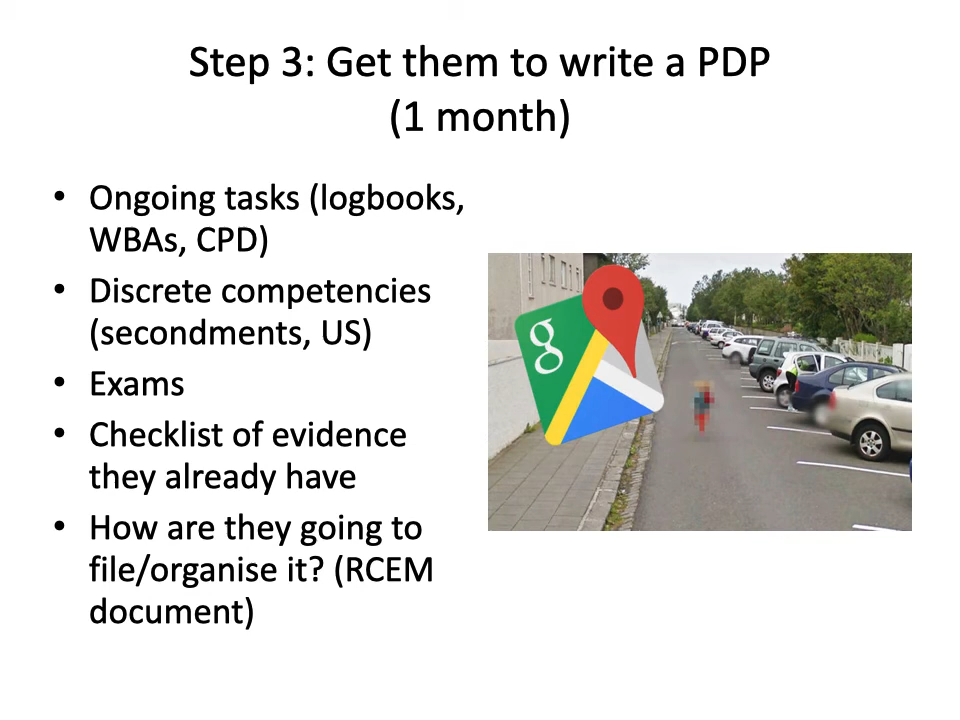 Step 3: Get them to write a PDP
(1 month)
• Ongoing tasks (logbooks,
WBAs, CPD)
• Discrete competencies
(secondments, US)
• Exams
• Checklist of evidence
they already have
• How are they going to
file/organise it? (RCEM
document)
g